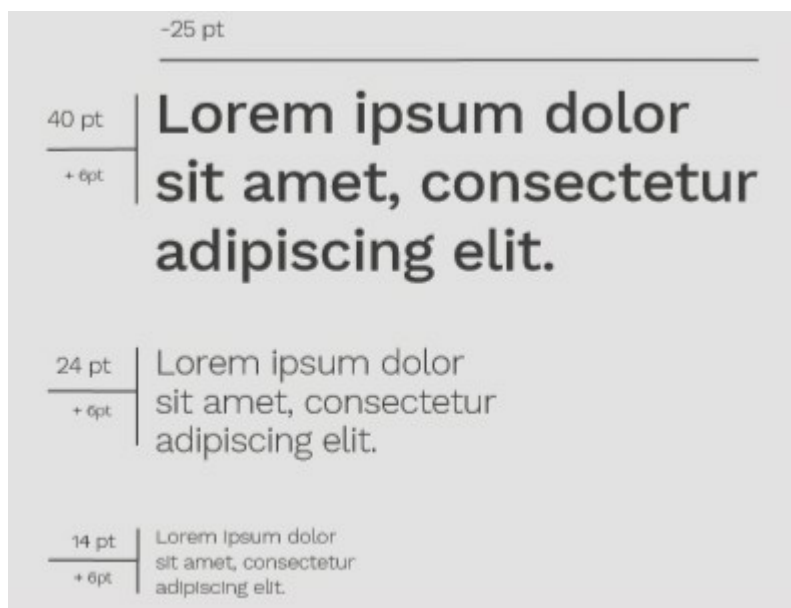 -25 pt
40 pt
+ 6pt
Lorem ipsum dolor
sit amet, consectetur
adipiscing elit.
24 pt
+ 6pt
Lorem ipsum dolor
sit amet, consectetur
adipiscing elit.
14 pt
+ 6pt
Lorem ipsum dolor
sit amet, consectetur
adipiscing elit.